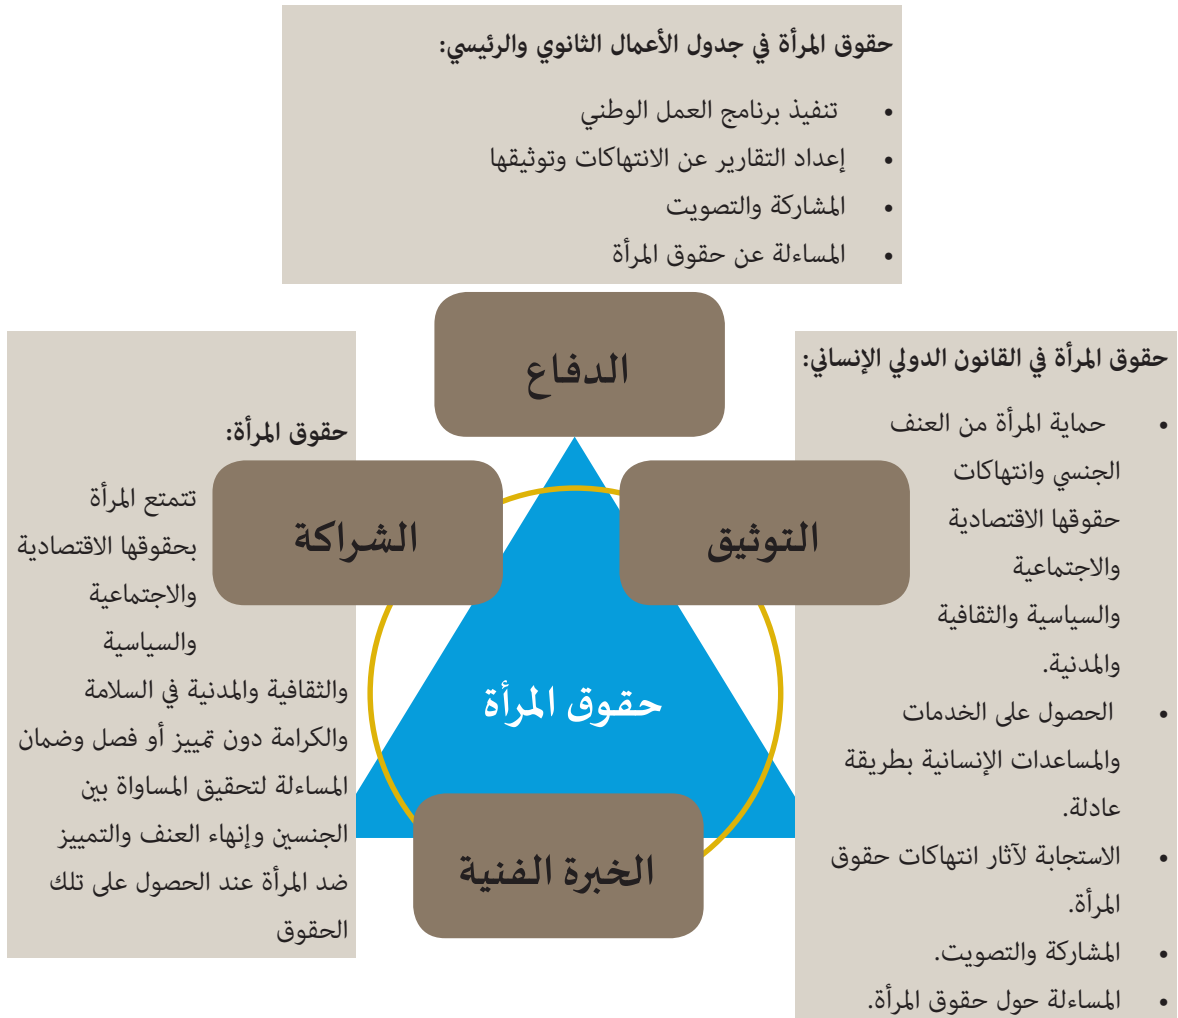 حقوق المرأة في جدول الأعمال الثانوي والرئيسي:
• تنفيذ برنامج العمل الوطني
• إعداد التقارير عن الانتهاكات وتوثيقها
• المشاركة والتصويت
• المساءلة عن حقوق المرأة
الدفاع
حقوق المرأة في القانون الدولي الإنساني:
• حماية المرأة من العنف
الجنسي وانتهاكات
حقوقها الاقتصادية
والاجتماعية
والسياسية والثقافية
والمدنية.
• الحصول على الخدمات
والمساعدات الإنسانية بطريقة
عادلة.
• الاستجابة لآثار انتهاكات حقوق
المرأة.
• المشاركة والتصويت.
• المساءلة حول حقوق المرأة.
التوثيق
الشراكة
حقوق المرأة
الخبرة الفنية
حقوق المرأة:
تتمتع المرأة
بحقوقها الاقتصادية
والاجتماعية
والسياسية
والثقافية والمدنية في السلامة
والكرامة دون تمييز أو فصل وضمان
المساءلة لتحقيق المساواة بين
الجنسين وإنهاء العنف والتمييز
ضد المرأة عند الحصول على تلك
الحقوق